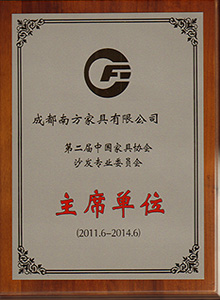 成都南方家具有限公司
第二届中国家具协会
沙发专业委员会
主席单位
(2011.6-2014.6)